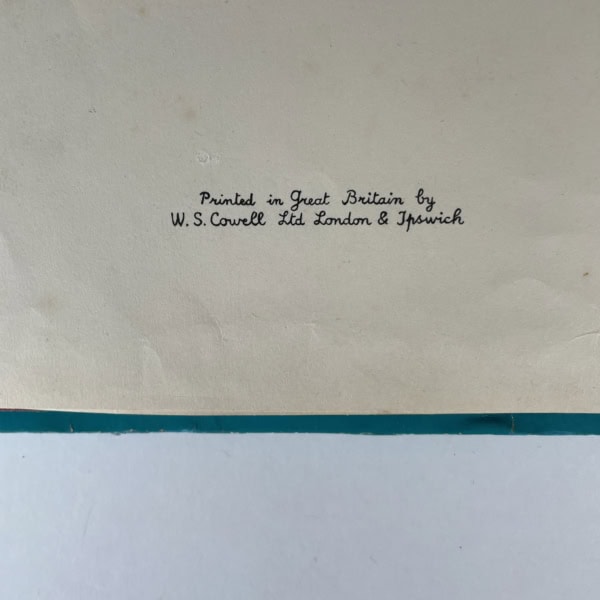 Printed in Great Britain by
W. S. Cowell Ltd London & Ipswich